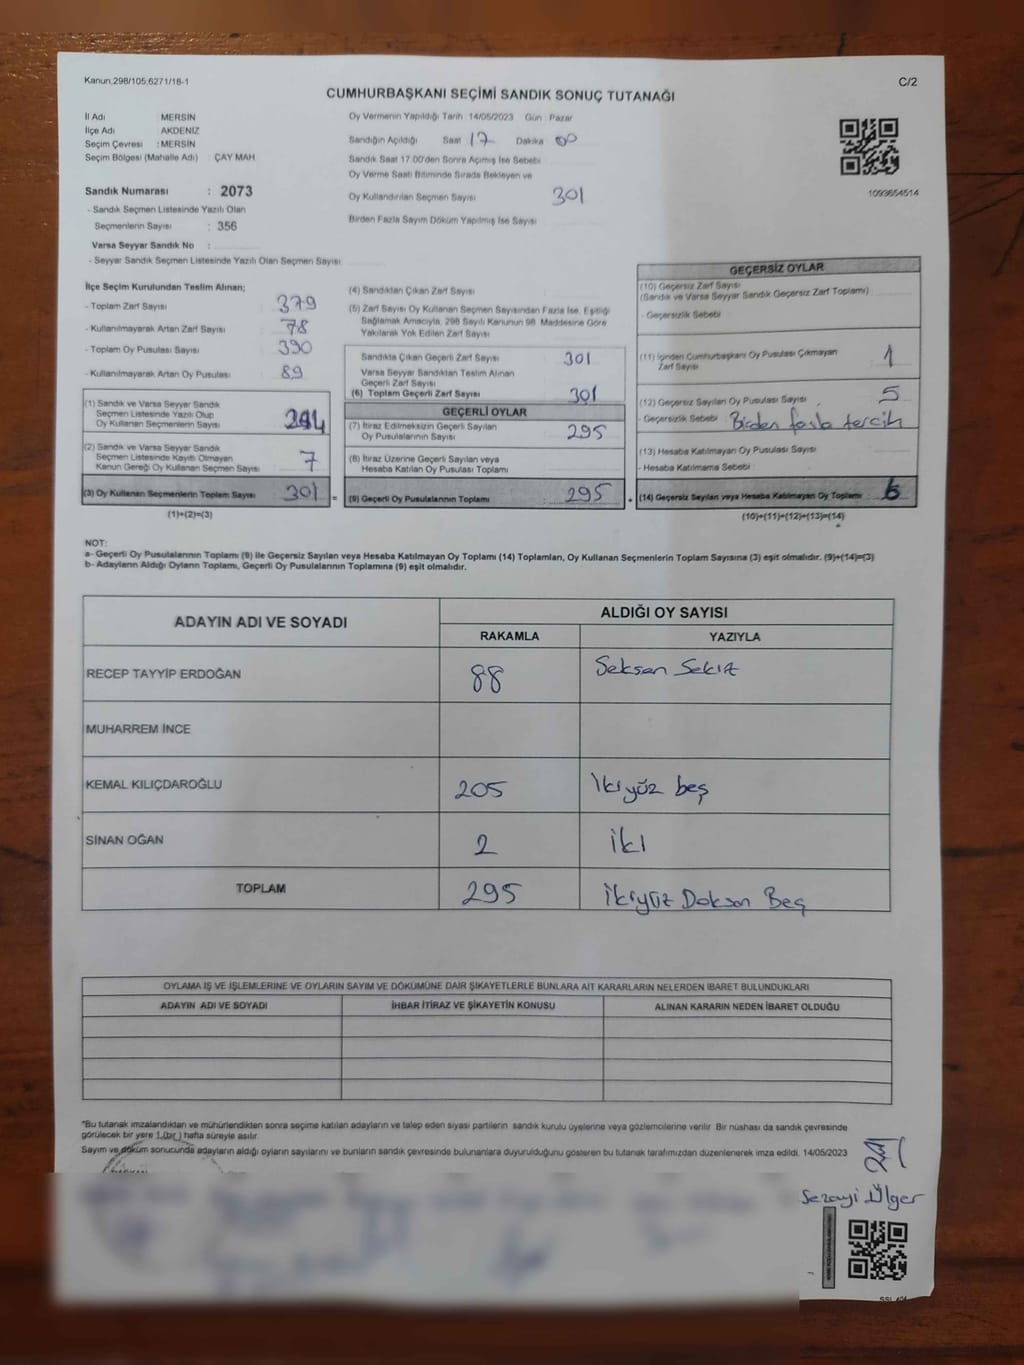 Kanun,298/105,6271/18-1
C/2
CUMHURBAŞKANI SEÇİMİ SANDIK SONUÇ TUTANAĞI
İl Adı MERSİN
İlçe Adı AKDENİZ
Seçim Çevresi : MERSİN
Seçim Bölgesi (Mahalle Adı) ÇAY MAH
Sandık Numarası : 2073
- Sandık Seçmen Listesinde Yazılı Olan
Seçmenlerin Sayısı : 356
Varsa Seyyar Sandık No :
- Seyyar Sandık Seçmen Listesinde Yazılı Olan Seçmen Sayısı
Oy Vermenin Yapıldığı Tarih 14/05/2023 Gün : Pazar
Sandığın Açıldığı Saat 17 Dakika 00
Sandık Saat 17.00'den Sonra Açımış İse Sebebi
Oy Verme Saati Bitiminde Sırada Bekleyen ve
Oy Kullandırılan Seçmen Sayısı 301
Birden Fazla Sayım Döküm Yapılmış İse Sayısı
1093654514
İlçe Seçim Kurulundan Teslim Alınan;
- Toplam Zarf Sayısı : 379
- Kullanılmayarak Artan Zarf Sayısı : 78
- Toplam Oy Pusulası Sayısı : 390
- Kullanılmayarak Artan Oy Pusulası : 89
(1) Sandık ve Varsa Seyyar Sandık
Seçmen Listesinde Yazılı Olup
Oy Kullanan Seçmenlerin Sayısı
(2) Sandık ve Varsa Seyyar Sandık
Seçmen Listesinde Kayıtlı Olmayan
Kanun Gereği Oy Kullanan Seçmen Sayısı 7
(3) Oy Kullanan Seçmenlerin Toplam Sayısı 301 =
(1)+(2)=(3)
(4) Sandıktan Çıkan Zarf Sayısı
(5) Zarf Sayısı Oy Kullanan Seçmen Sayısından Fazla İse, Eşitliği
Sağlamak Amacıyla, 298 Sayılı Kanunun 98. Maddesine Göre
Yakılarak Yok Edilen Zarf Sayısı
Sandıkta Çıkan Geçerli Zarf Sayısı 301
Varsa Seyyar Sandıktan Teslim Alınan
Geçerli Zarf Sayısı
(6) Toplam Geçerli Zarf Sayısı 301
GEÇERLİ OYLAR
(7) İtiraz Edilmeksizin Geçerli Sayılan
Oy Pusulalarının Sayısı 295
(8) İtiraz Üzerine Geçerli Sayılan veya
Hesaba Katılan Oy Pusulası Toplamı
(9) Geçerli Oy Pusulalarının Toplamı : 295 +
GEÇERSİZ OYLAR
(10) Geçersiz Zarf Sayısı
(Sandık ve Varsa Seyyar Sandık Geçersiz Zarf Toplamı)
- Geçersizlik Sebebi
(11) İçinden Cumhurbaşkanı Oy Pusulası Çıkmayan
Zarf Sayısı 1
(12) Geçersiz Sayılan Oy Pusulası Sayısı 5
- Geçersizlik Sebebi Birden fazla tercih
(13) Hesaba Katılmayan Oy Pusulası Sayısı
- Hesaba Katılmama Sebebi
(14) Geçersiz Sayılan veya Hesaba Katılmayan Oy Toplamı 6
(10)+(11)+(12)+(13)=(14)
NOT:
a- Geçerli Oy Pusulalarının Toplamı (9) ile Geçersiz Sayılan veya Hesaba Katılmayan Oy Toplamı (14) Toplamları, Oy Kullanan Seçmenlerin Toplam Sayısına (3) eşit olmalıdır. (9)+(14)=(3)
b- Adayların Aldığı Oyların Toplamı, Geçerli Oy Pusulalarının Toplamına (9) eşit olmalıdır.
ADAYIN ADI VE SOYADI ALDIĞI OY SAYISI
RAKAMLA YAZIYLA
RECEP TAYYİP ERDOĞAN 88 Seksen Sekiz
MUHARREM İNCE
KEMAL KILIÇDAROĞLU 205 İkiyüz beş
SİNAN OĞAN 2 İki
TOPLAM 295 İkiyüz Doksan Beş
OYLAMA İŞ VE İŞLEMLERİNE VE OYLARIN SAYIM VE DÖKÜMÜNE DAİR ŞİKAYETLERLE BUNLARA AİT KARARLARIN NELERDEN İBARET BULUNDUKLARI
ADAYIN ADI VE SOYADI İHBAR İTİRAZ VE ŞİKAYETİN KONUSU ALINAN KARARIN NEDEN İBARET OLDUĞU
*Bu tutanak imzalandıktan ve mühürlendikten sonra seçime katılan adayların ve talep eden siyasi partilerin sandık kurulu üyelerine veya gözlemcilerine verilir. Bir nüshası da sandık çevresinde
görülecek bir yere 1 (bir ) hafta süreyle asılır.
Sayım ve döküm sonucunda adayların aldığı oyların sayılarını ve bunların sandık çevresinde bulunanlara duyurulduğunu gösteren bu tutanak tarafımızdan düzenlenerek imza edildi. 14/05/2023
Sezayi Ülger